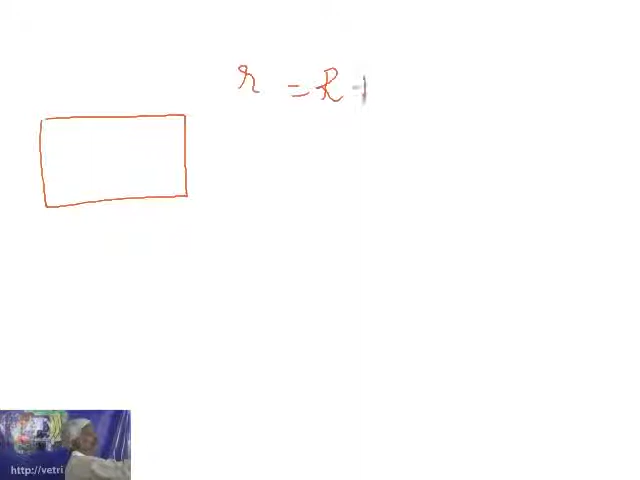 r = R +
http://vetri